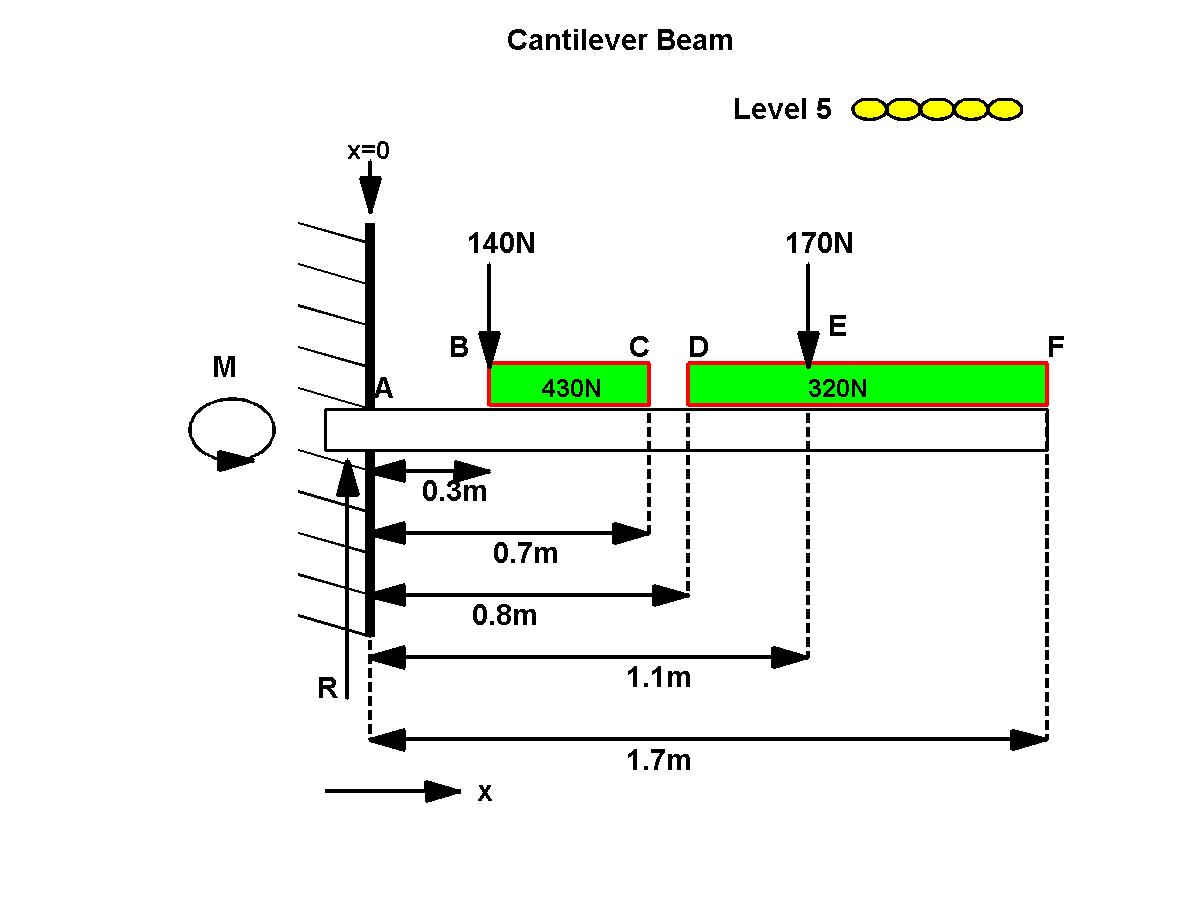 Cantilever Beam
Level 5
x=0
140N
170N
E
B
C
D
F
M
A
430N
320N
0.3m
0.7m
0.8m
1.1m
R
1.7m
x